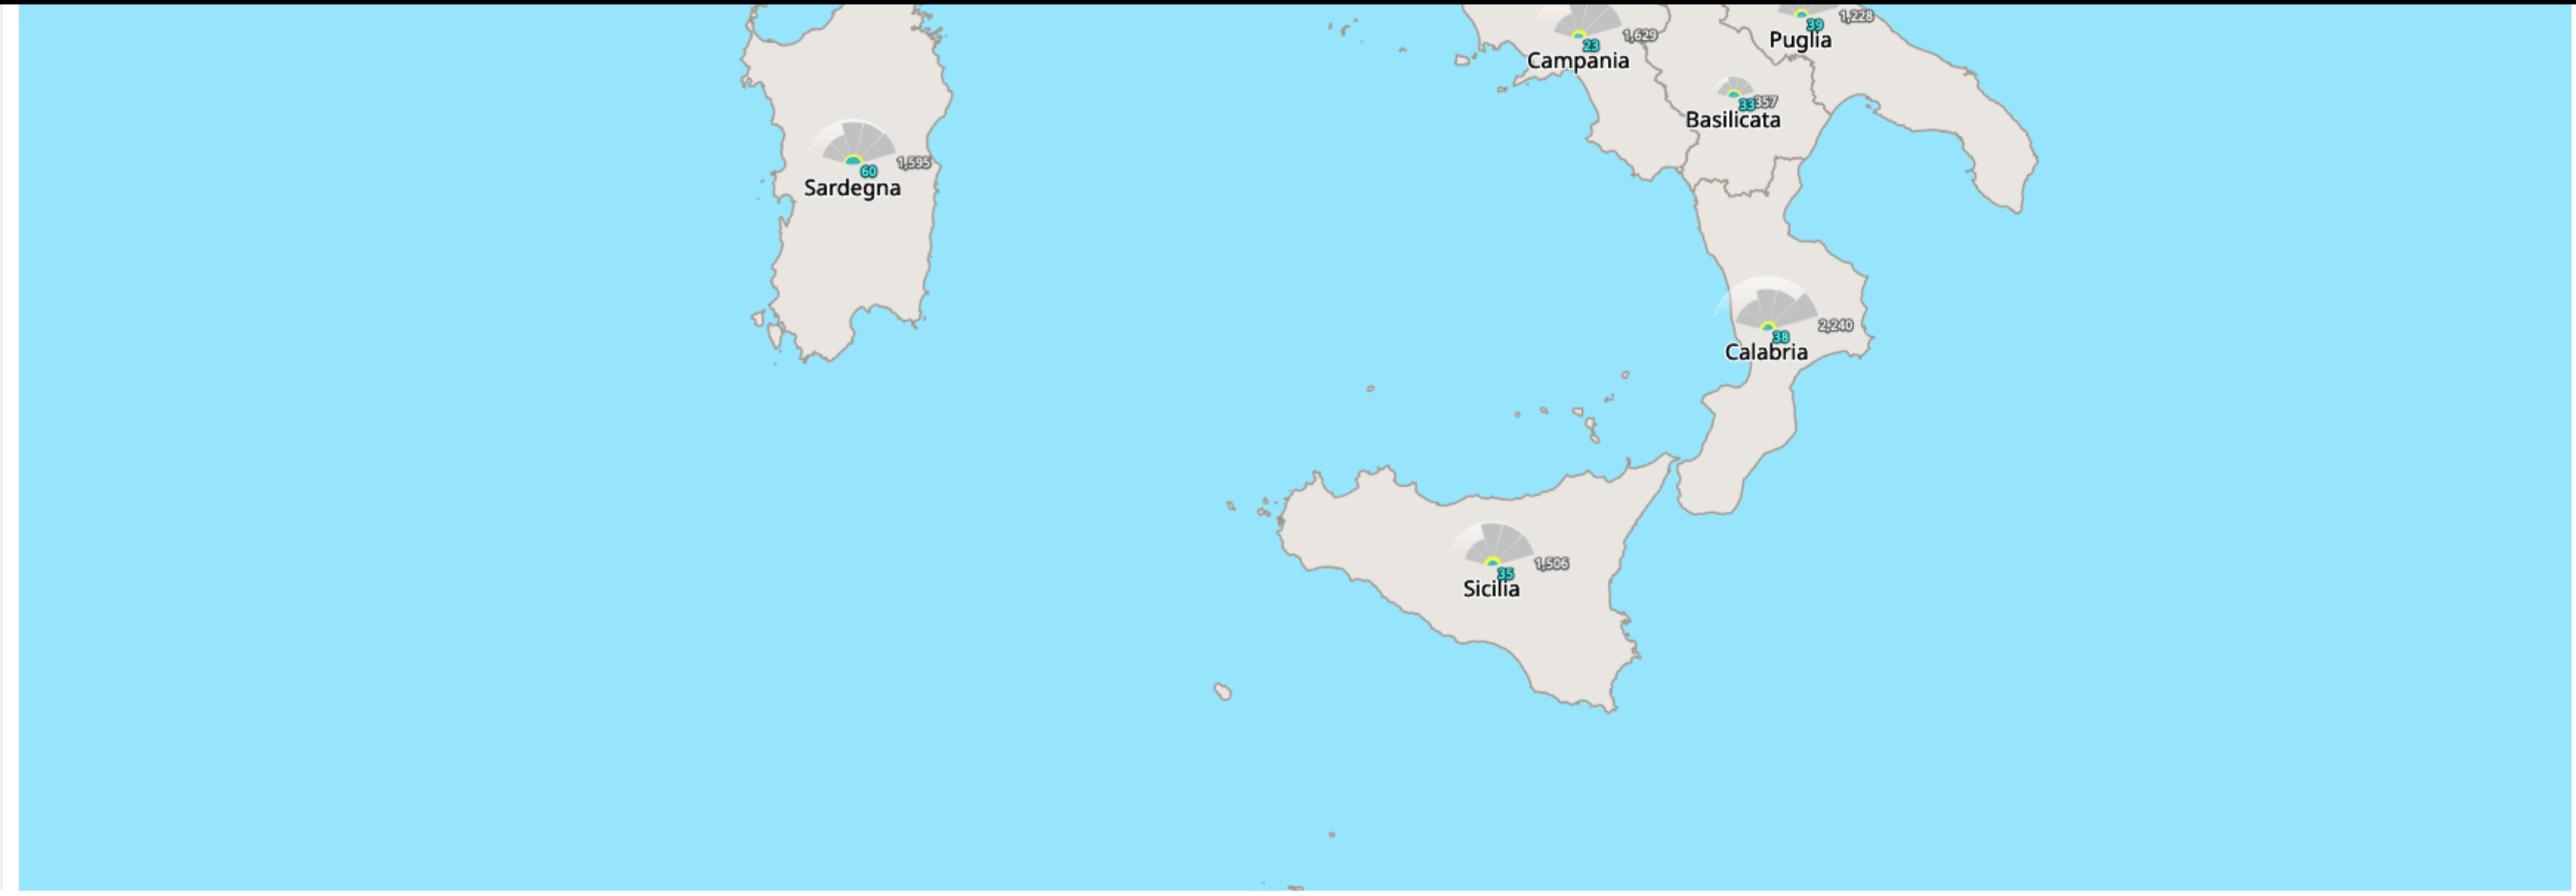 1,228
39
Puglia
1,629
23
Campania
33 357
Basilicata
1,595
60
Sardegna
2,240
38
Calabria
1,506
35
Sicilia